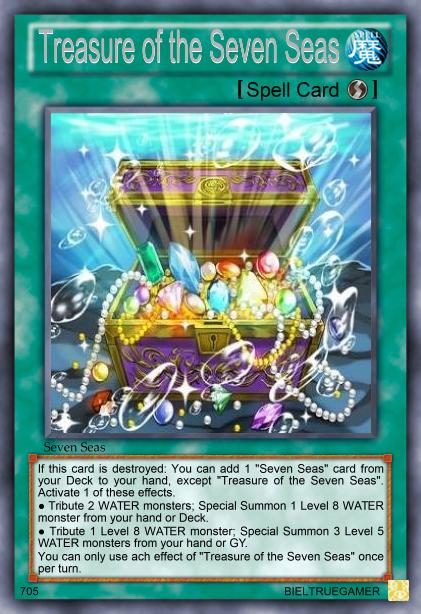 Treasure of the Seven Seas
SPELL
魔
[Spell Card]
Seven Seas
If this card is destroyed: You can add 1 "Seven Seas" card from
your Deck to your hand, except "Treasure of the Seven Seas".
Activate 1 of these effects.
● Tribute 2 WATER monsters; Special Summon 1 Level 8 WATER
monster from your hand or Deck.
● Tribute 1 Level 8 WATER monster; Special Summon 3 Level 5
WATER monsters from your hand or GY.
You can only use ach effect of "Treasure of the Seven Seas" once
per turn.
705
BIELTRUEGAMER